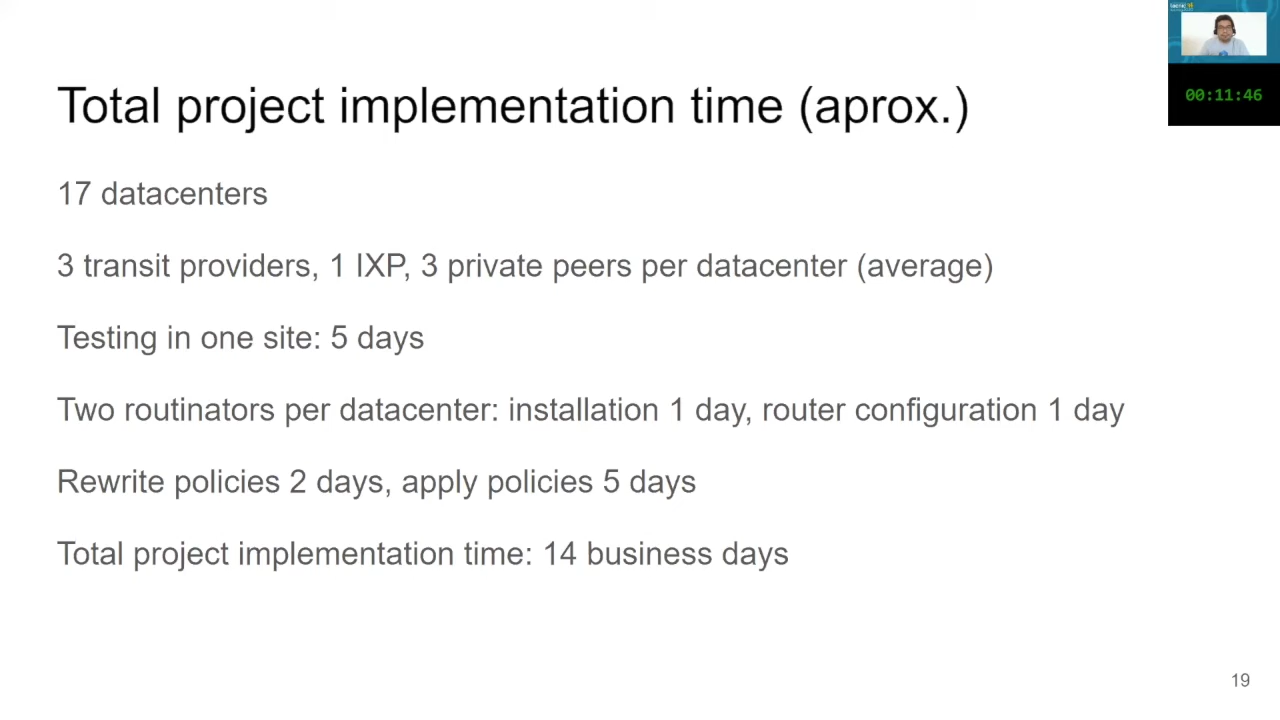 Total project implementation time (aprox.)
00:11:46
17 datacenters
3 transit providers, 1 IXP, 3 private peers per datacenter (average)
Testing in one site: 5 days
Two routinators per datacenter: installation 1 day, router configuration 1 day
Rewrite policies 2 days, apply policies 5 days
Total project implementation time: 14 business days
19